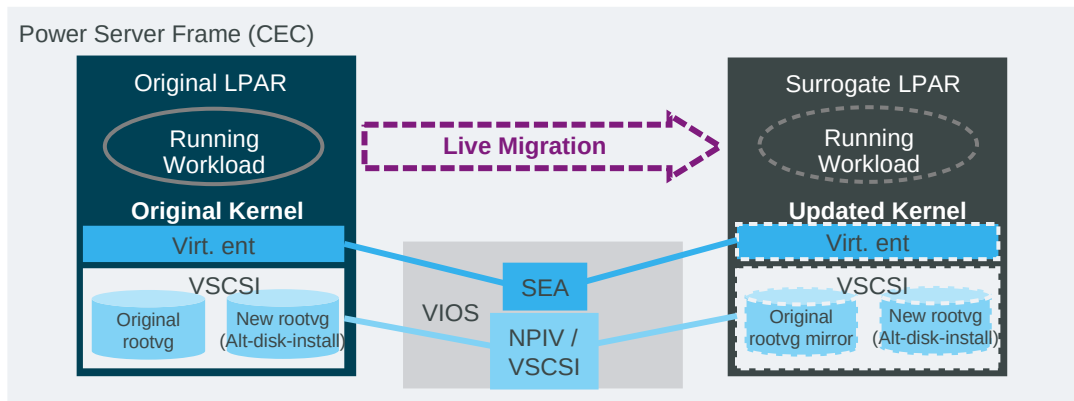 Power Server Frame (CEC)
Original LPAR
Running
Workload
Original Kernel
Virt. ent
VSCSI
Original
rootvg
New rootvg
(Alt-disk-install)
Live Migration
VIOS
SEA
NPIV /
VSCSI
Surrogate LPAR
Running
Workload
Updated Kernel
Virt. ent
VSCSI
Original
rootvg mirror
New rootvg
(Alt-disk-install)